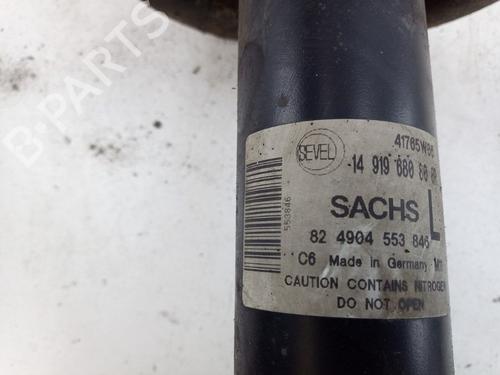 B-Parts
41785W86
SEVEL
14 919 680 80
SACHS L
82 4904 553 846
553846
C6 Made in Germany
CAUTION CONTAINS NITROGEN
DO NOT OPEN